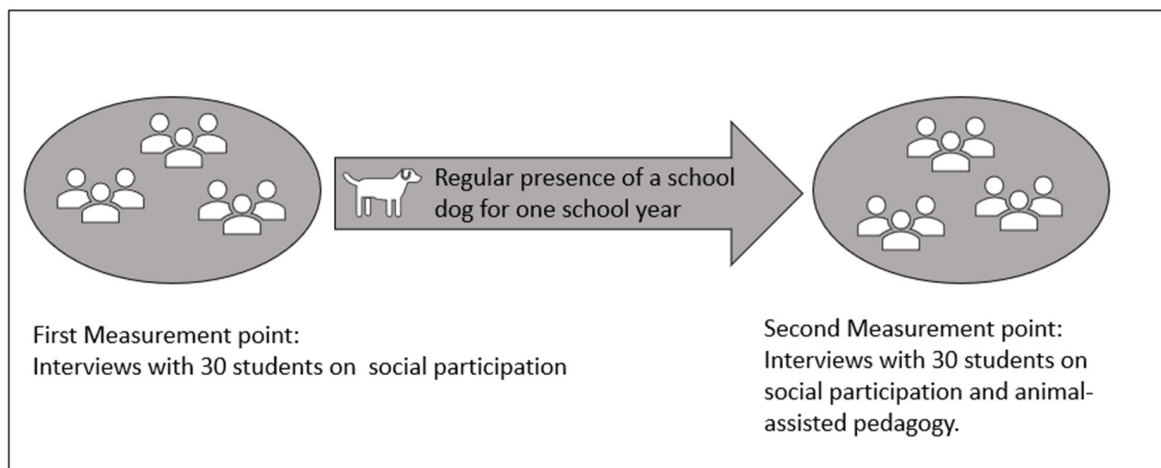 Regular presence of a school
dog for one school year
First Measurement point:
Interviews with 30 students on social participation
Second Measurement point:
Interviews with 30 students on
social participation and animal-
assisted pedagogy.